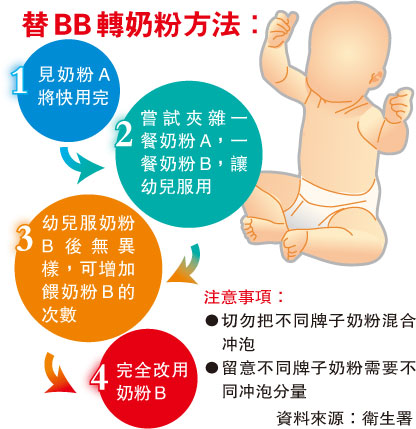 替BB轉奶粉方法：
1
見奶粉A
將快用完
2
嘗試夾雜一
餐奶粉A，一
餐奶粉B，讓
幼兒服用
3
幼兒服奶粉
B後無異
樣，可增加
餵奶粉B的
次數
4
完全改用
奶粉B
注意事項：
●切勿把不同牌子奶粉混合
冲泡
●留意不同牌子奶粉需要不
同冲泡分量
資料來源：衛生署